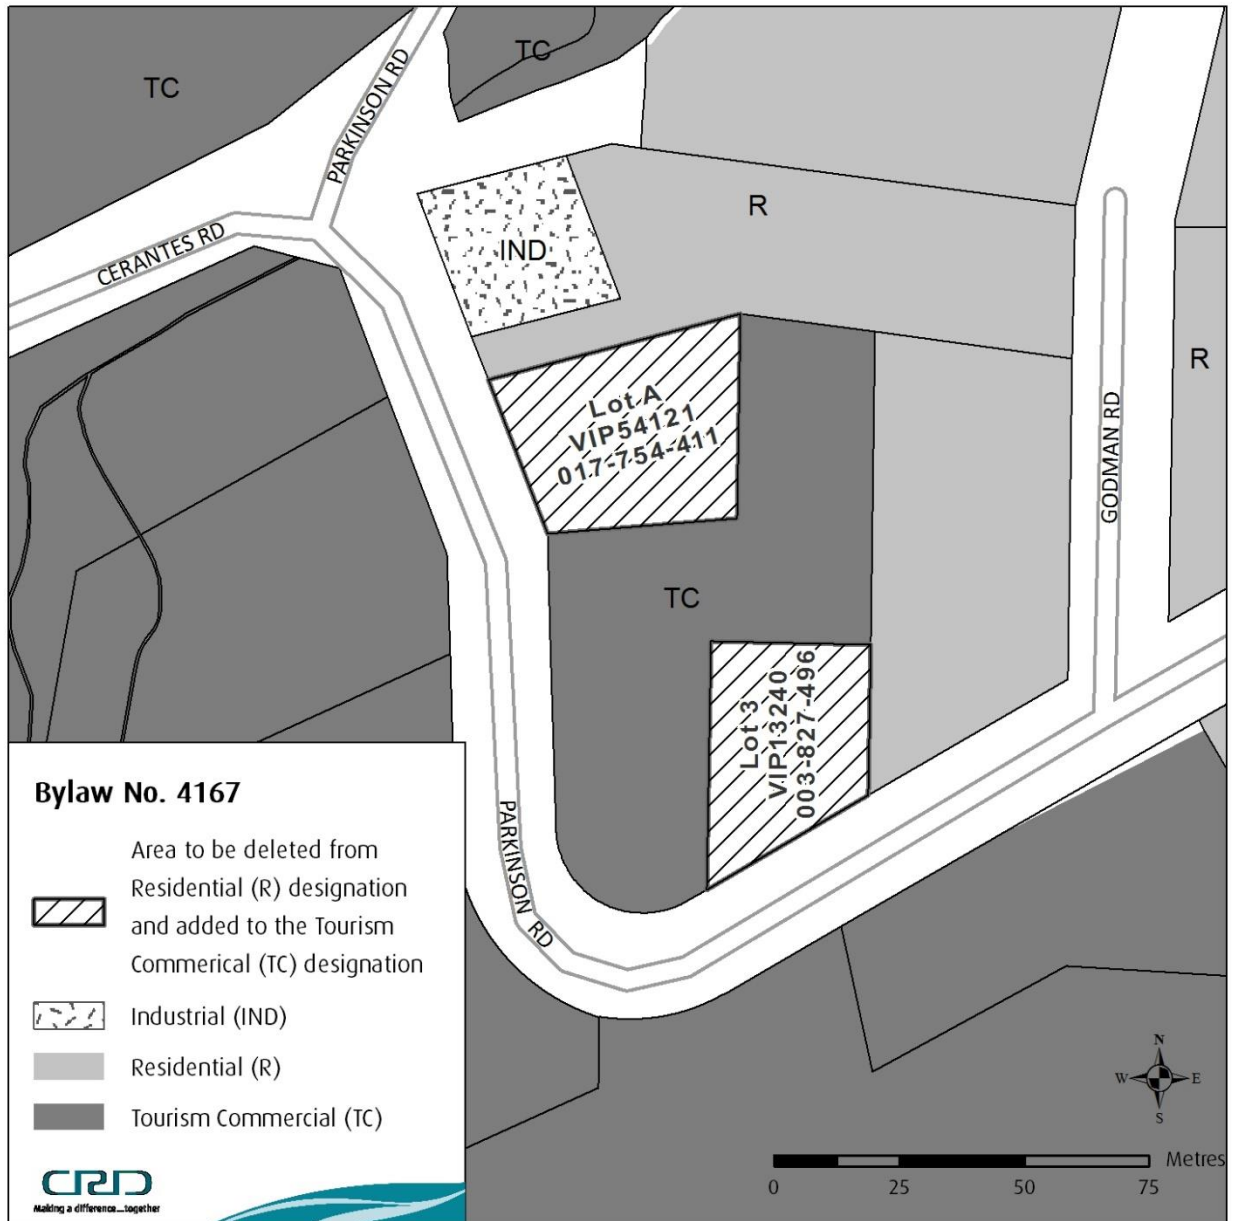 TC
TC
PARKINSON RD
R
CERANTES RD
IND
R
Lot A
VIP54121
017-754-411
GODMAN RD
TC
Lot 3
VIP13240
003-827-496
PARKINSON RD
Bylaw No. 4167
Area to be deleted from
Residential (R) designation
and added to the Tourism
Commerical (TC) designation
Industrial (IND)
Residential (R)
Tourism Commercial (TC)
CRD
Making a difference...together
N
W E
S
Metres
0 25 50 75